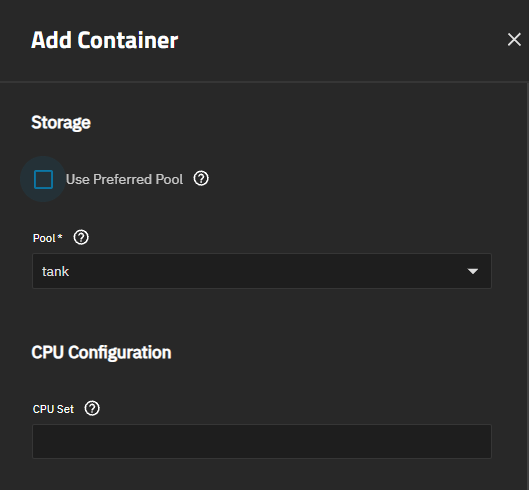 Add Container
Storage
Use Preferred Pool
Pool *
tank
CPU Configuration
CPU Set